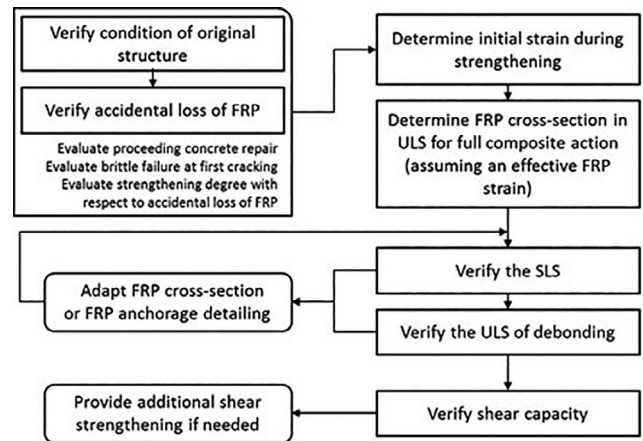 Verify condition of original
structure
Verify accidental loss of FRP
Evaluate proceeding concrete repair
Evaluate brittle failure at first cracking
Evaluate strengthening degree with
respect to accidental loss of FRP
Determine initial strain during
strengthening
Determine FRP cross-section in
ULS for full composite action
(assuming an effective FRP
strain)
Verify the SLS
Adapt FRP cross-section
or FRP anchorage detailing
Verify the ULS of debonding
Provide additional shear
strengthening if needed
Verify shear capacity